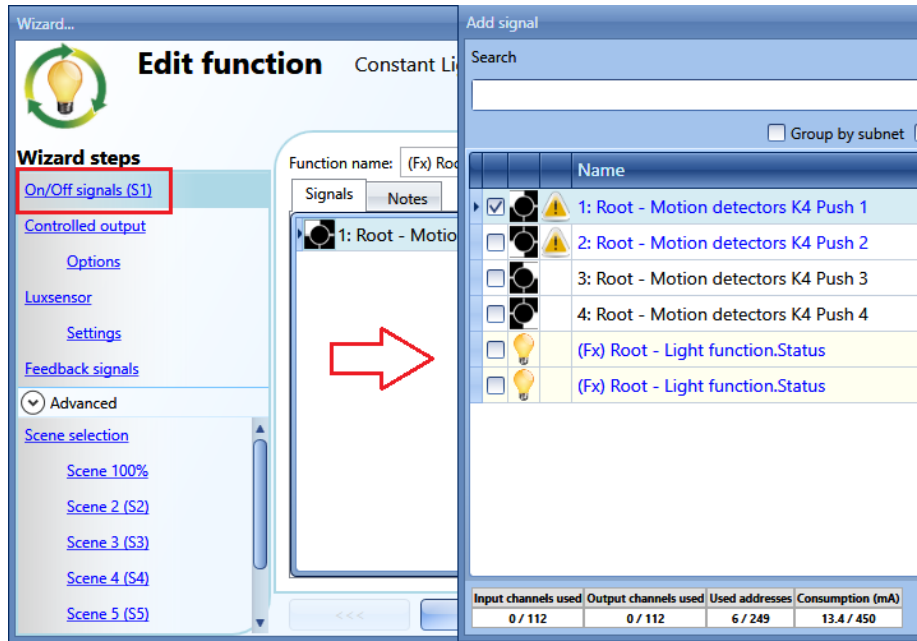 Wizard...
Edit function Constant Li
Wizard steps
On/Off signals (S1)
Controlled output
Options
Luxsensor
Settings
Feedback signals
Advanced
Scene selection
Scene 100%
Scene 2 (S2)
Scene 3 (S3)
Scene 4 (S4)
Scene 5 (S5)
Function name: (Fx) Roo
Signals Notes
1: Root - Motio
<<<
Add signal
Search
Group by subnet
Name
1: Root - Motion detectors K4 Push 1
2: Root - Motion detectors K4 Push 2
3: Root - Motion detectors K4 Push 3
4: Root - Motion detectors K4 Push 4
(Fx) Root - Light function.Status
(Fx) Root - Light function.Status
Input channels used Output channels used Used addresses Consumption (mA)
0 / 112 0 / 112 6 / 249 13.4 / 450